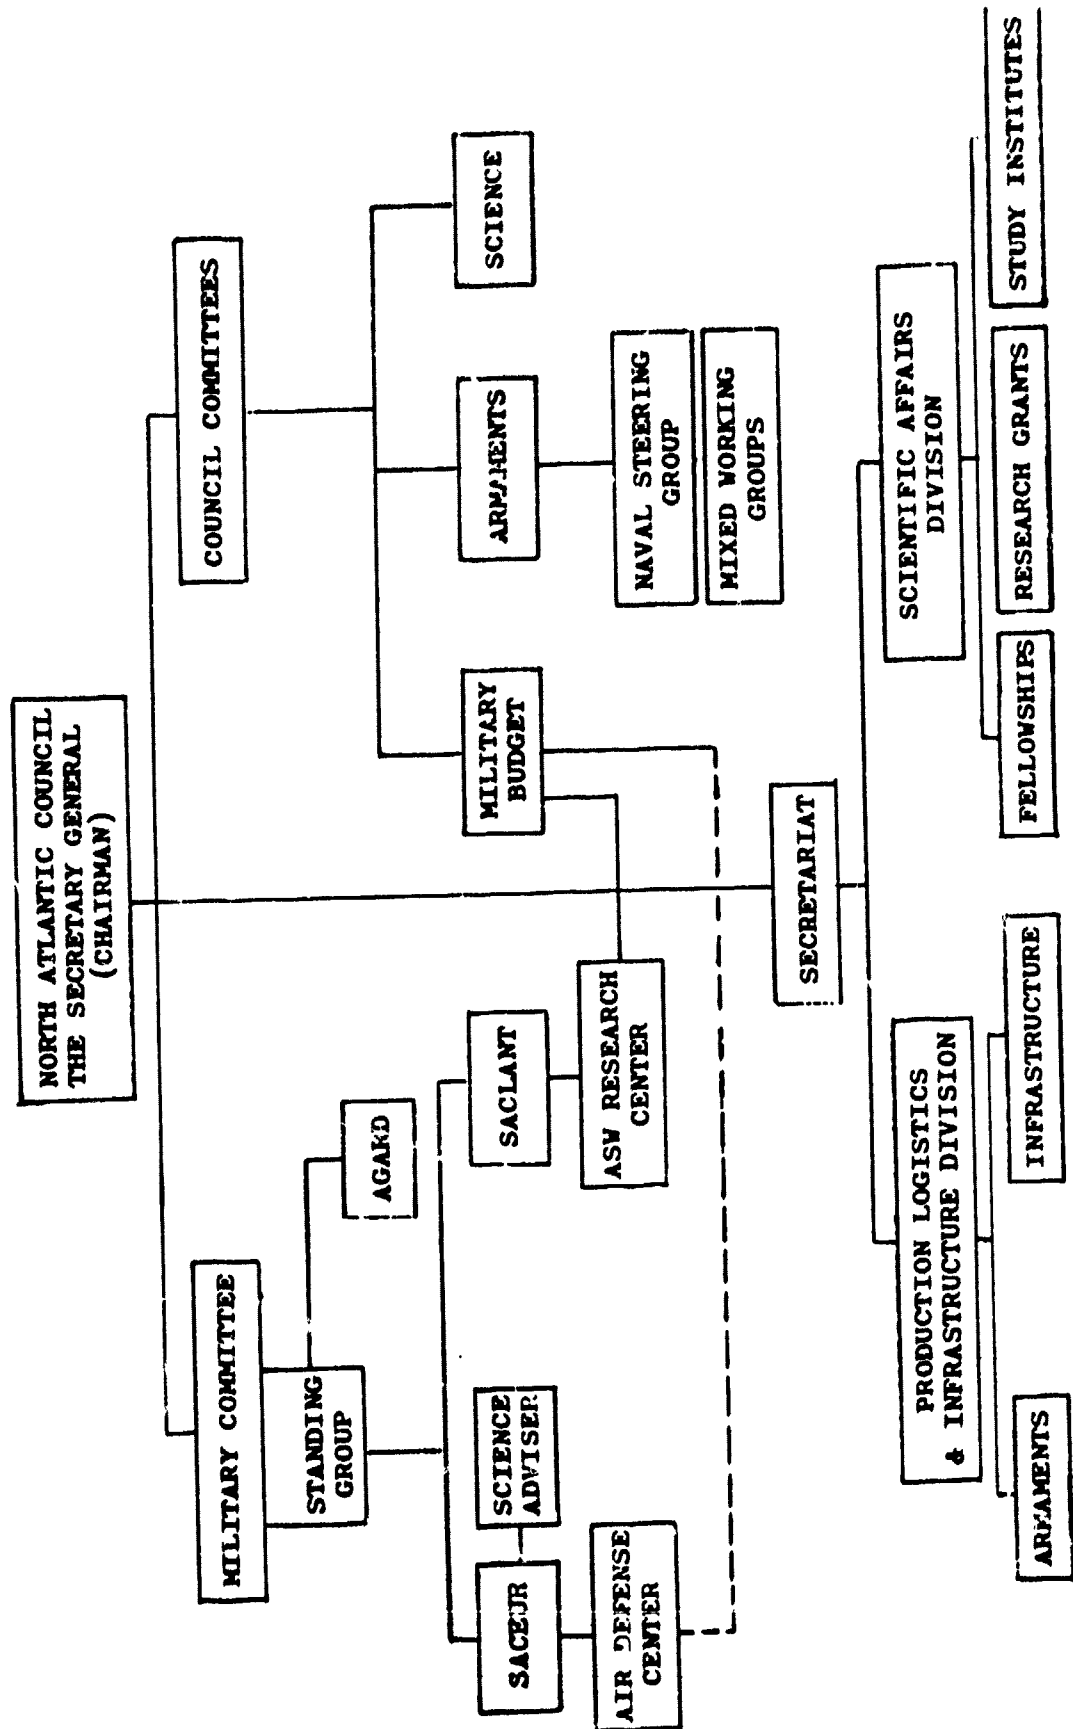 NORTH ATLANTIC COUNCIL
THE SECRETARY GENERAL
(CHAIRMAN)
MILITARY COMMITTEE
COUNCIL COMMITTEES
STANDING
GROUP
AGARD
SACEUR
SCIENCE
ADVISER
SACLANT
MILITARY
BUDGET
ARMAMENTS
SCIENCE
AIR DEFENSE
CENTER
ASW RESEARCH
CENTER
NAVAL STEERING
GROUP
MIXED WORKING
GROUPS
SECRETARIAT
PRODUCTION LOGISTICS
& INFRASTRUCTURE DIVISION
SCIENTIFIC AFFAIRS
DIVISION
ARMAMENTS
INFRASTRUCTURE
FELLOWSHIPS
RESEARCH GRANTS
STUDY INSTITUTES